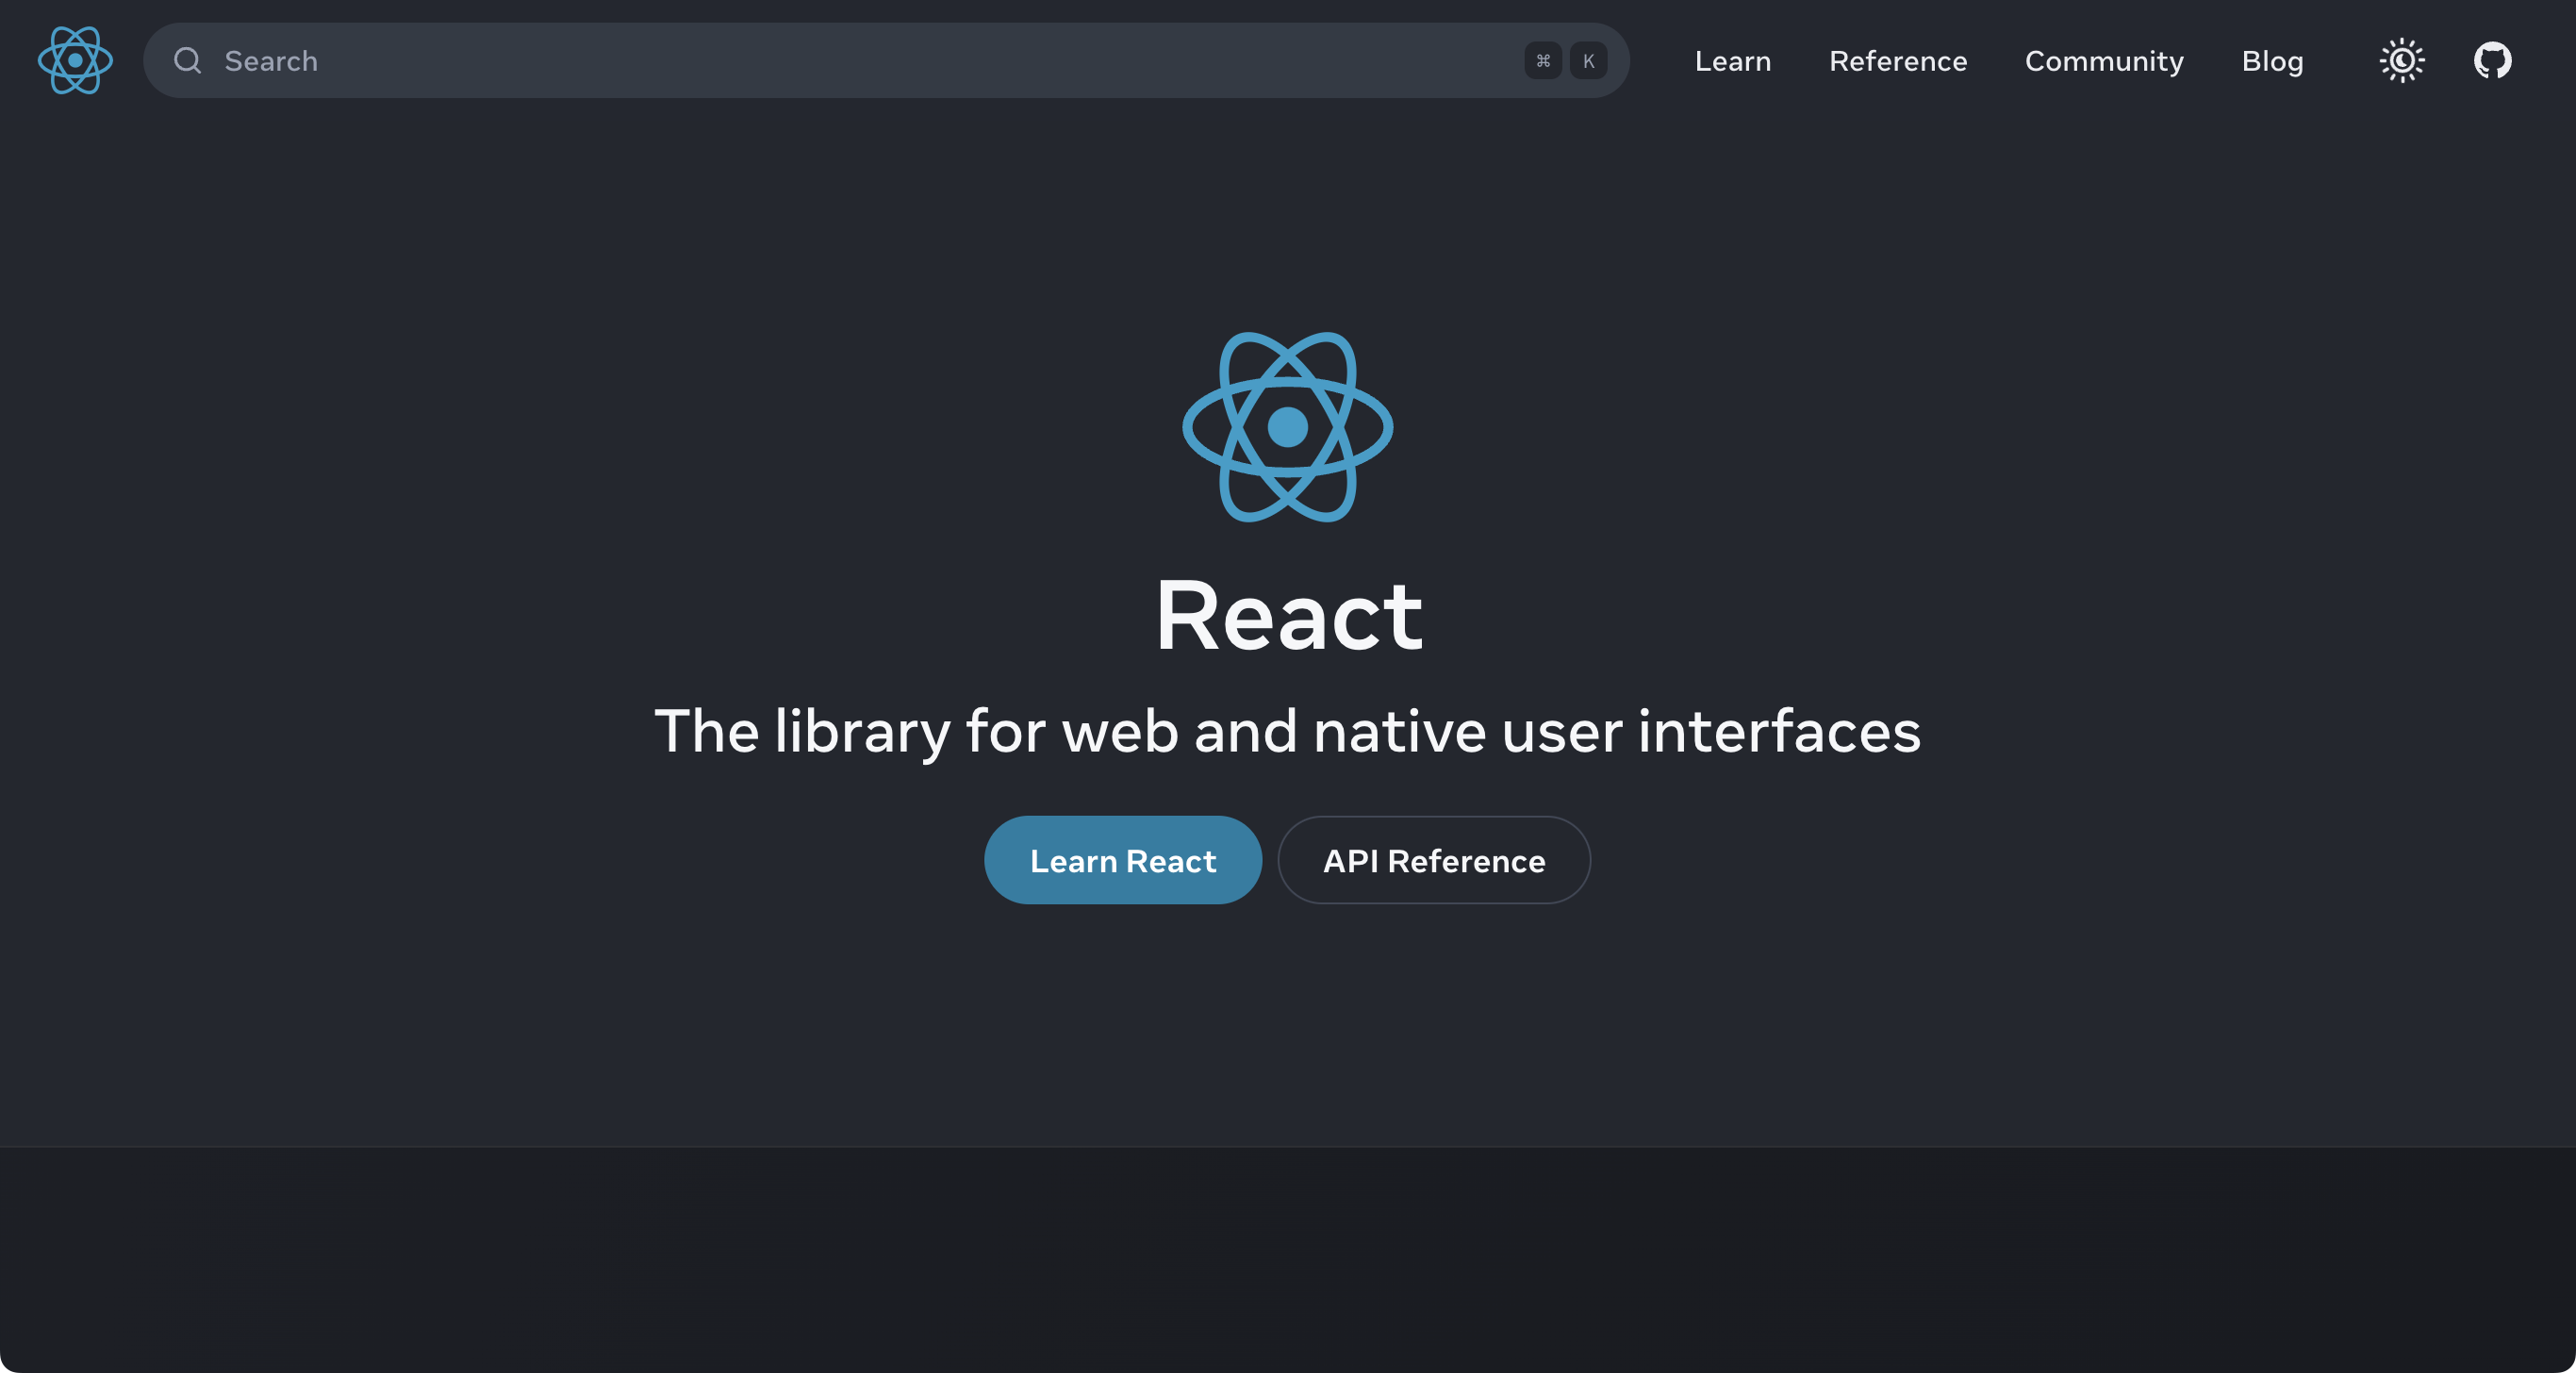 Search ⌘ K Learn Reference Community Blog
React
The library for web and native user interfaces
Learn React API Reference